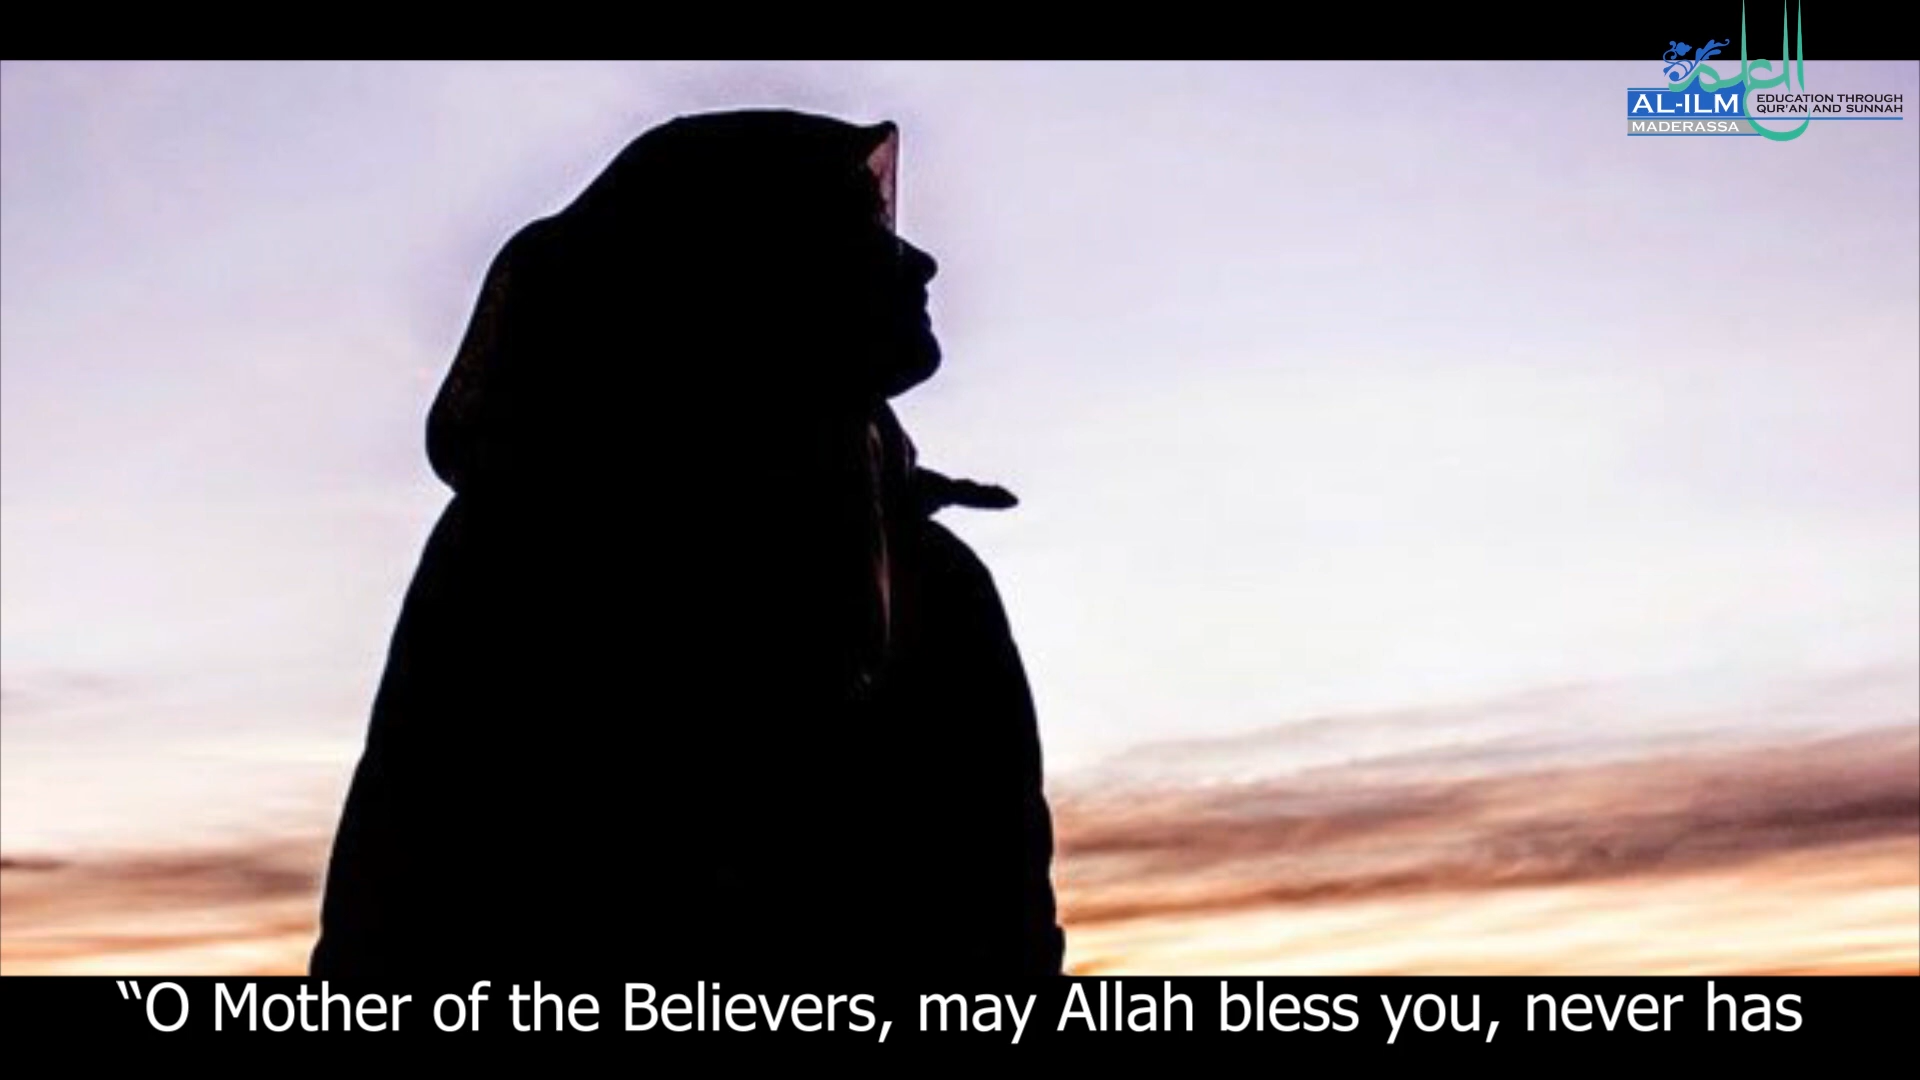 العلم
AL-ILM
MADERASSA
EDUCATION THROUGH
QUR'AN AND SUNNAH
“O Mother of the Believers, may Allah bless you, never has